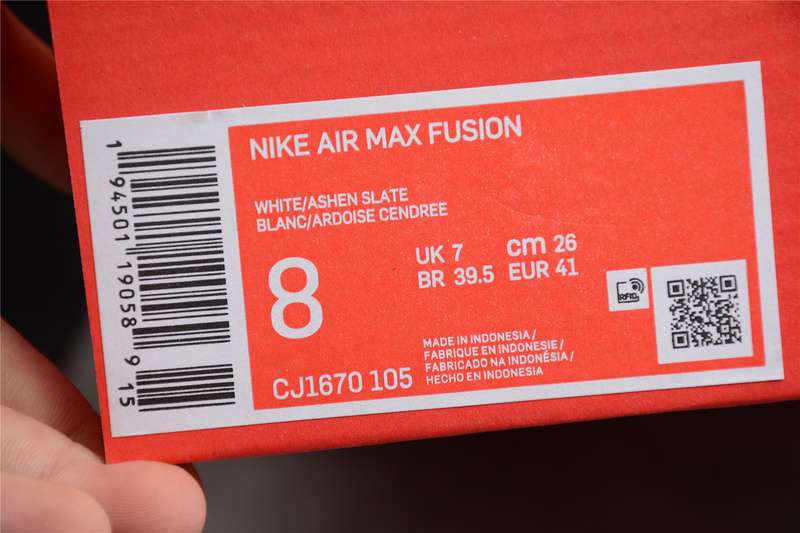 NIKE AIR MAX FUSION
WHITE/ASHEN SLATE
BLANC/ARDOISE CENDREE
8
UK 7 cm 26
BR 39.5 EUR 41
CJ1670 105
MADE IN INDONESIA/
FABRIQUE EN INDONESIE/
FABRICADO NA INDONÉSIA/
HECHO EN INDONESIA
RFID
1 94501 19058 9 15